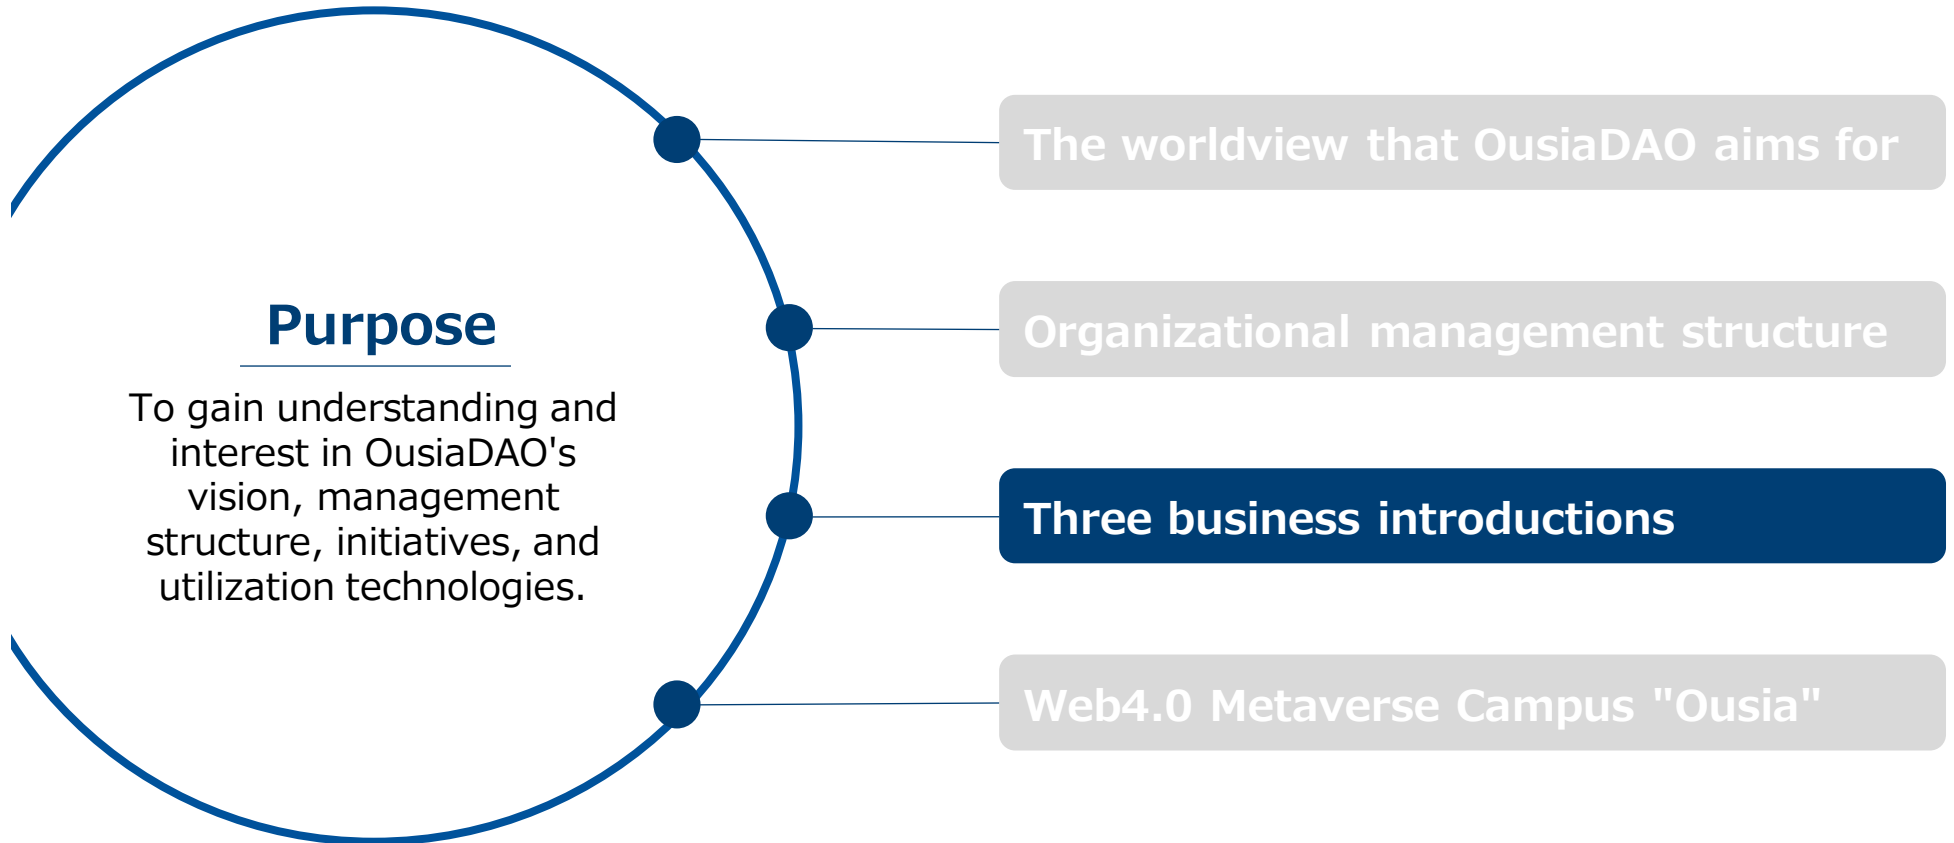 Purpose
To gain understanding and
interest in OusiaDAO's
vision, management
structure, initiatives, and
utilization technologies.
The worldview that OusiaDAO aims for
Organizational management structure
Three business introductions
Web4.0 Metaverse Campus "Ousia"